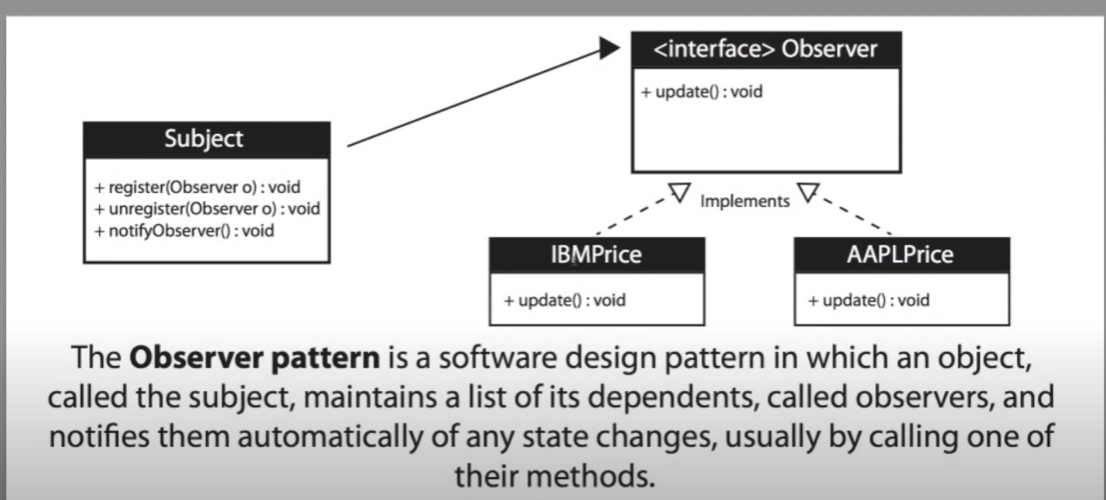 <interface> Observer
+ update() : void
Subject
+ register(Observer o) : void
+ unregister(Observer o) : void
+ notifyObserver() : void
Implements
IBMPrice
+ update() : void
AAPLPrice
+ update() : void
The Observer pattern is a software design pattern in which an object,
called the subject, maintains a list of its dependents, called observers, and
notifies them automatically of any state changes, usually by calling one of
their methods.